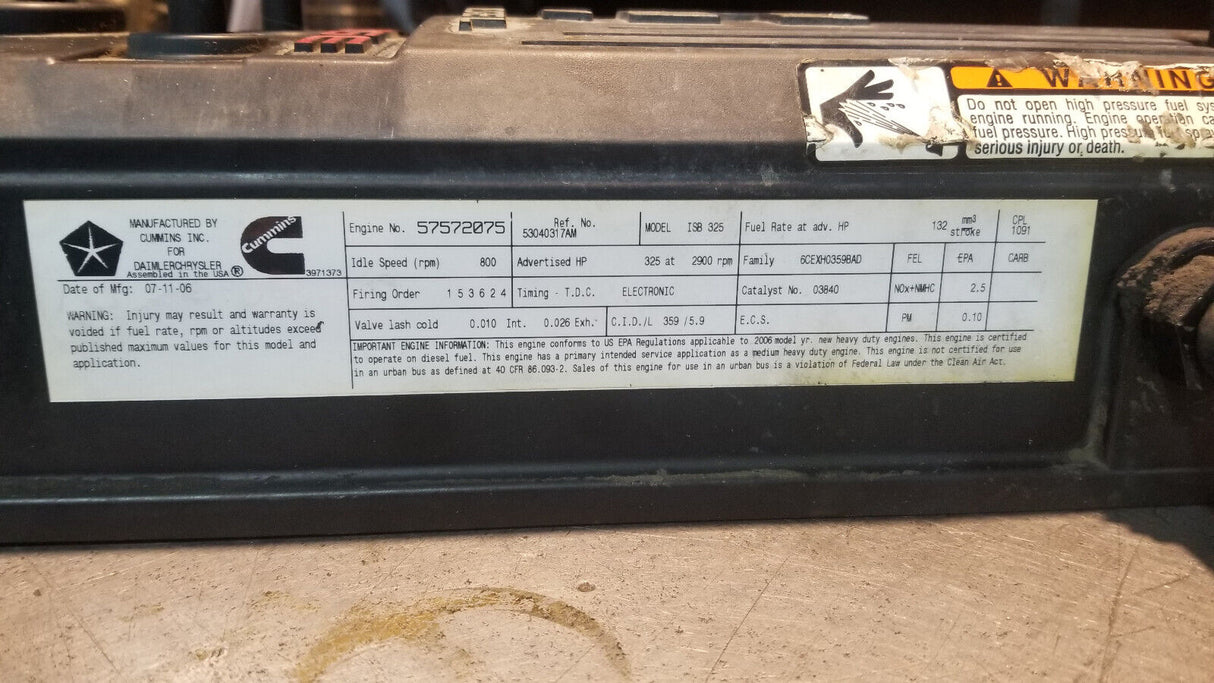 WARNING
Do not open high pressure fuel sys
engine running. Engine operation ca
fuel pressure. High pressure fuel spray
serious injury or death.
MANUFACTURED BY
CUMMINS INC.
FOR
DAIMLERCHRYSLER
Assembled in the USA ®
Cummins
3971373
Date of Mfg: 07-11-06
WARNING: Injury may result and warranty is
voided if fuel rate, rpm or altitudes exceed
published maximum values for this model and
application.
Engine No. 57572075 Ref. No. 53040317AM MODEL ISB 325 Fuel Rate at adv. HP 132 mm3 stroke CPL 1091
Idle Speed (rpm) 800 Advertised HP 325 at 2900 rpm Family 6CEXH0359BAD FEL EPA CARB
Firing Order 1 5 3 6 2 4 Timing - T.D.C. ELECTRONIC Catalyst No. 03840 NOx+NMHC 2.5
Valve lash cold 0.010 Int. 0.026 Exh. C.I.D./L 359 /5.9 E.C.S. PM 0.10
IMPORTANT ENGINE INFORMATION: This engine conforms to US EPA Regulations applicable to 2006 model yr. new heavy duty engines. This engine is certified
to operate on diesel fuel. This engine has a primary intended service application as a medium heavy duty engine. This engine is not certified for use
in an urban bus as defined at 40 CFR 86.093-2. Sales of this engine for use in an urban bus is a violation of Federal Law under the Clean Air Act.